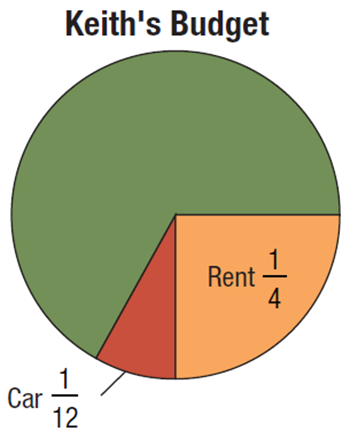 Keith's Budget
Rent 1/4
Car 1/12